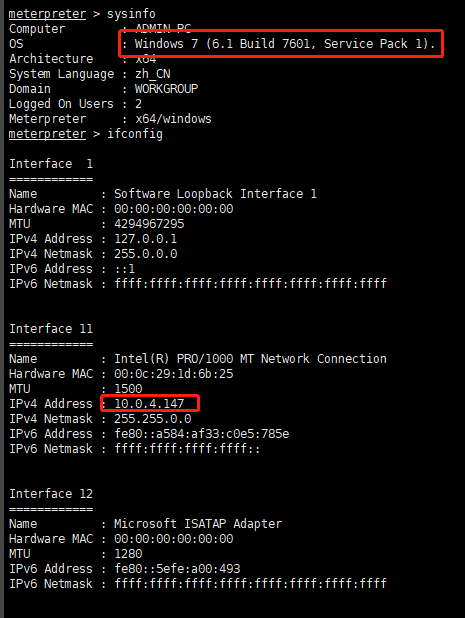 meterpreter > sysinfo
Computer : ADMIN-PC
OS : Windows 7 (6.1 Build 7601, Service Pack 1).
Architecture : x64
System Language : zh_CN
Domain : WORKGROUP
Logged On Users : 2
Meterpreter : x64/windows
meterpreter > ifconfig
Interface 1
============
Name : Software Loopback Interface 1
Hardware MAC : 00:00:00:00:00:00
MTU : 4294967295
IPv4 Address : 127.0.0.1
IPv4 Netmask : 255.0.0.0
IPv6 Address : ::1
IPv6 Netmask : ffff:ffff:ffff:ffff:ffff:ffff:ffff:ffff
Interface 11
============
Name : Intel(R) PRO/1000 MT Network Connection
Hardware MAC : 00:0c:29:1d:6b:25
MTU : 1500
IPv4 Address : 10.0.4.147
IPv4 Netmask : 255.255.0.0
IPv6 Address : fe80::a584:af33:c0e5:785e
IPv6 Netmask : ffff:ffff:ffff:ffff::
Interface 12
============
Name : Microsoft ISATAP Adapter
Hardware MAC : 00:00:00:00:00:00
MTU : 1280
IPv6 Address : fe80::5efe:a00:493
IPv6 Netmask : ffff:ffff:ffff:ffff:ffff:ffff:ffff:ffff